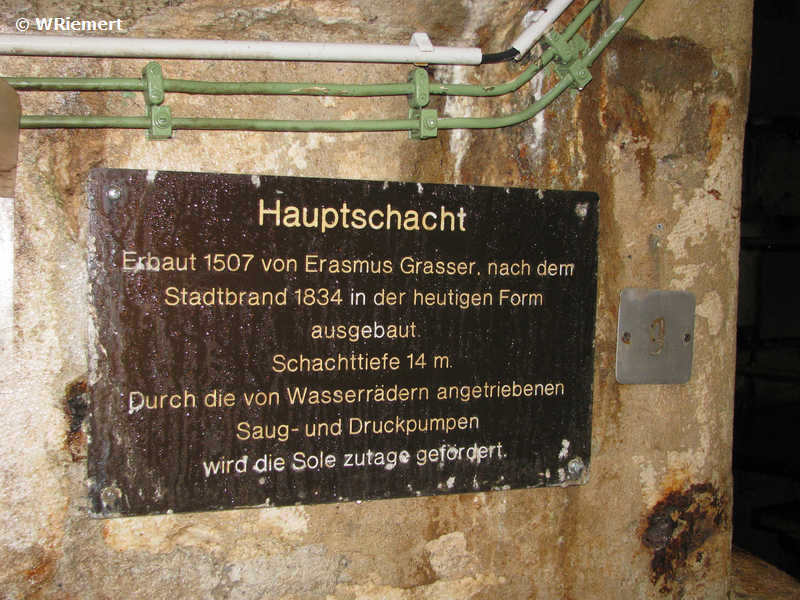 © WRiemert
Hauptschacht
Erbaut 1507 von Erasmus Grasser, nach dem
Stadtbrand 1834 in der heutigen Form
ausgebaut
Schachttiefe 14 m.
Durch die von Wasserrädern angetriebenen
Saug- und Druckpumpen
wird die Sole zutage gefördert.